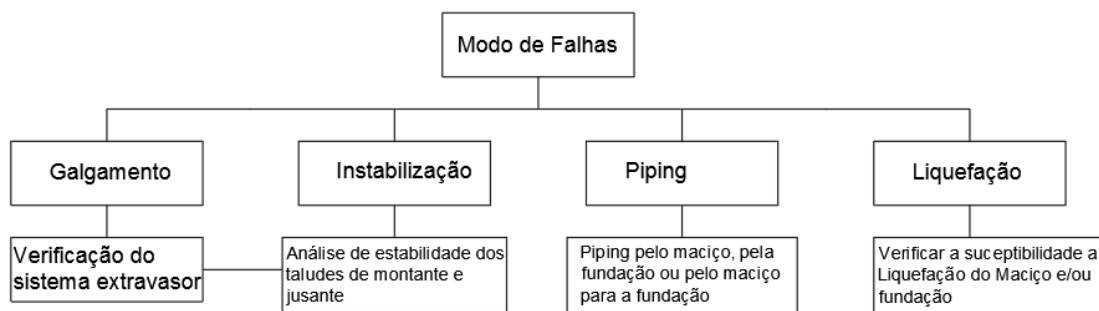 Modo de Falhas
Galgamento
Instabilização
Piping
Liquefação
Verificação do
sistema extravasor
Análise de estabilidade dos
taludes de montante e
jusante
Piping pelo maciço, pela
fundação ou pelo maciço
para a fundação
Verificar a suceptibilidade a
Liquefação do Maciço e/ou
fundação